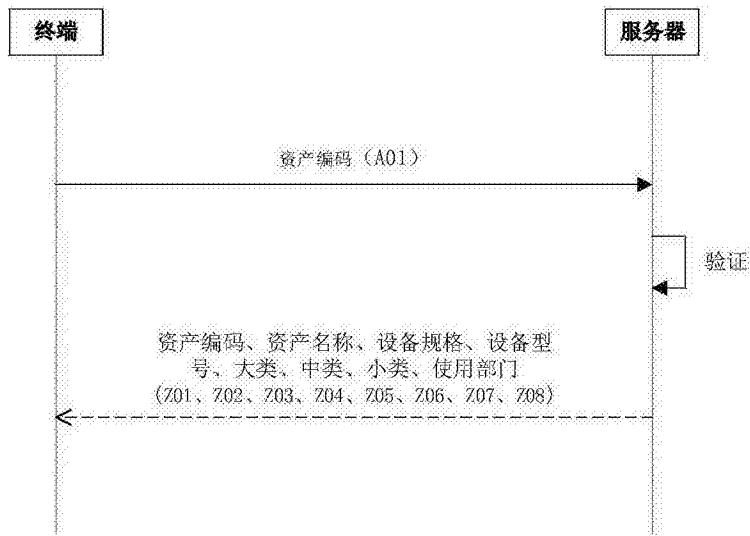 终端
服务器
资产编码（A01）
验证
资产编码、资产名称、设备规格、设备型
号、大类、中类、小类、使用部门
(Z01、Z02、Z03、Z04、Z05、Z06、Z07、Z08)